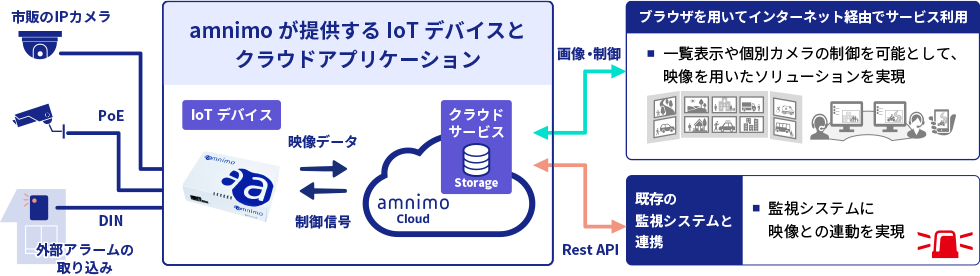 市販のIPカメラ
PoE
DIN
外部アラームの
取り込み
amnimo が提供する IoT デバイスと
クラウドアプリケーション
IoT デバイス
amnimo
amnimo
映像データ
制御信号
クラウド
サービス
Storage
amnimo
Cloud
画像・制御
Rest API
ブラウザを用いてインターネット経由でサービス利用
■ 一覧表示や個別カメラの制御を可能として、
映像を用いたソリューションを実現
既存の
監視システムと
連携
■ 監視システムに
映像との連動を実現